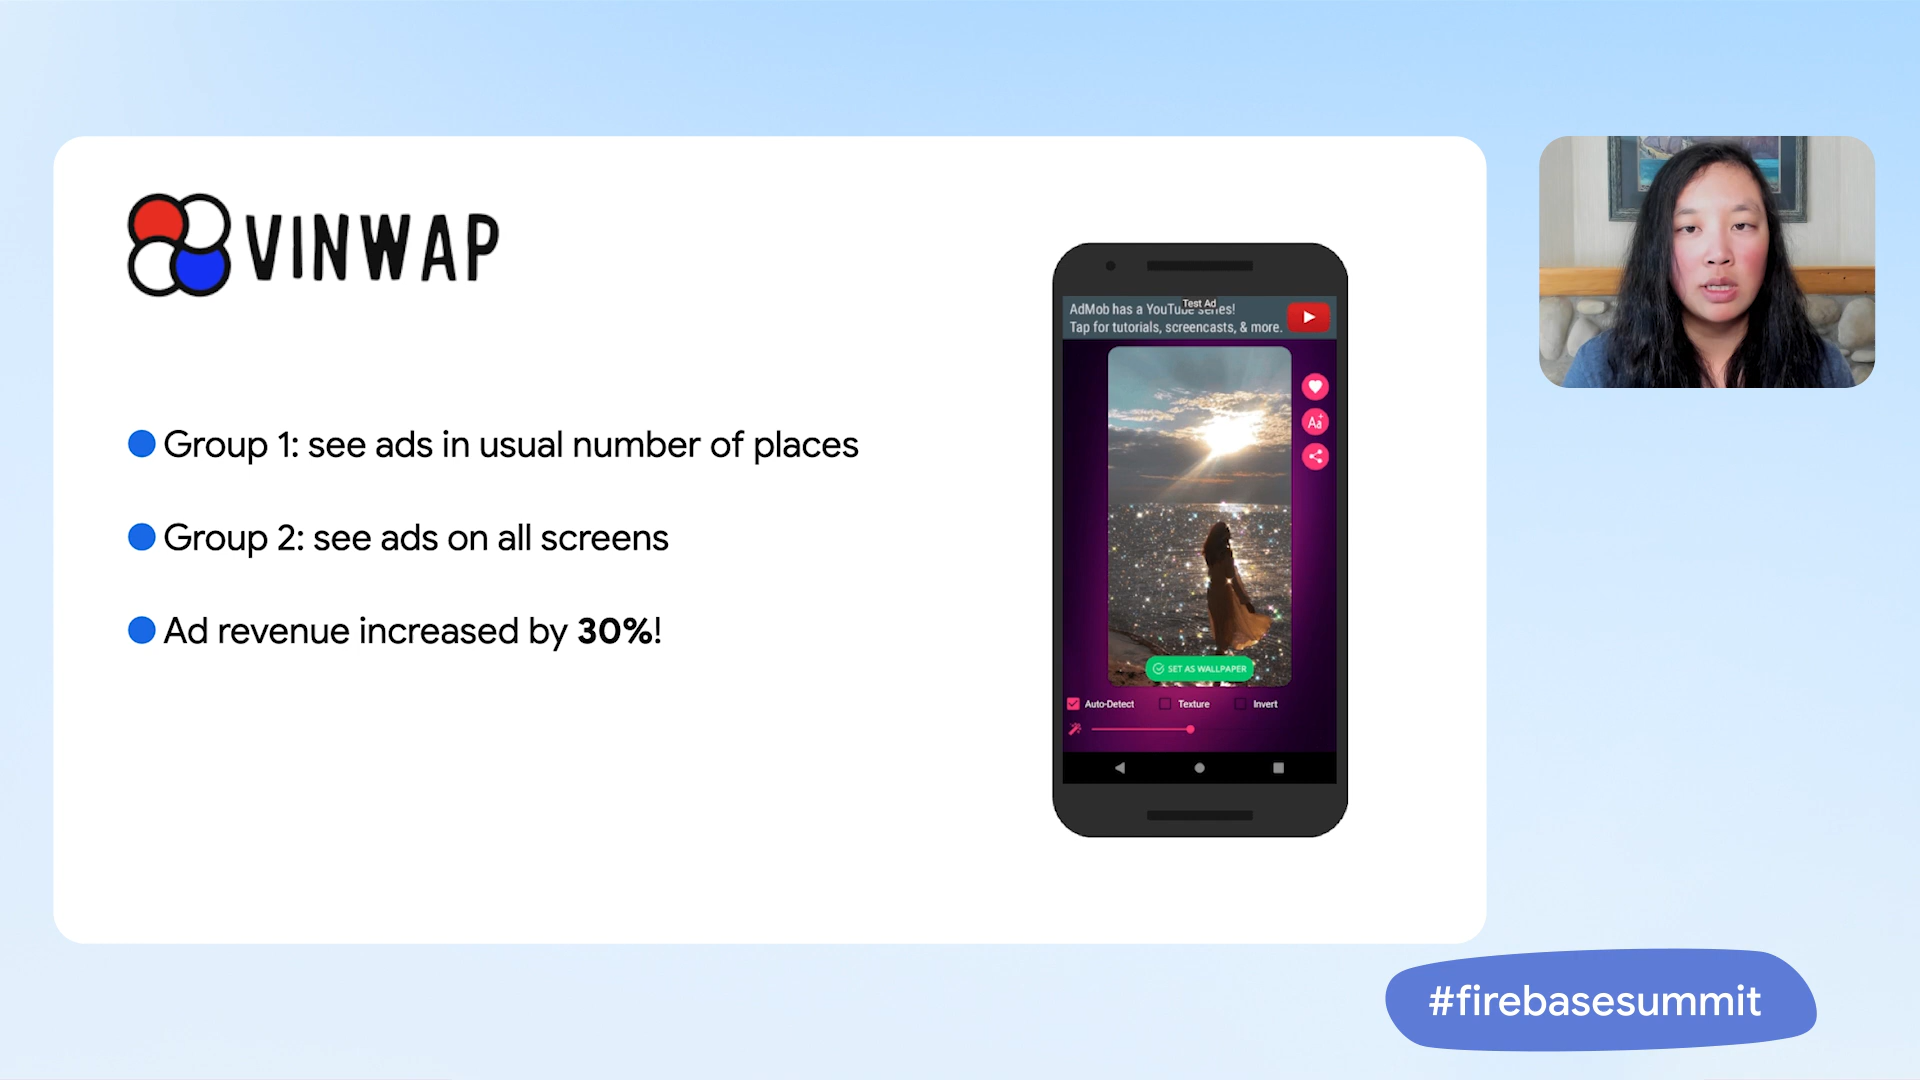 VINWAP
Group 1: see ads in usual number of places
Group 2: see ads on all screens
Ad revenue increased by 30%!
Test Ad
AdMob has a YouTube series!
Tap for tutorials, screencasts, & more.
Aa+
SET AS WALLPAPER
Auto-Detect Texture Invert
#firebasesummit